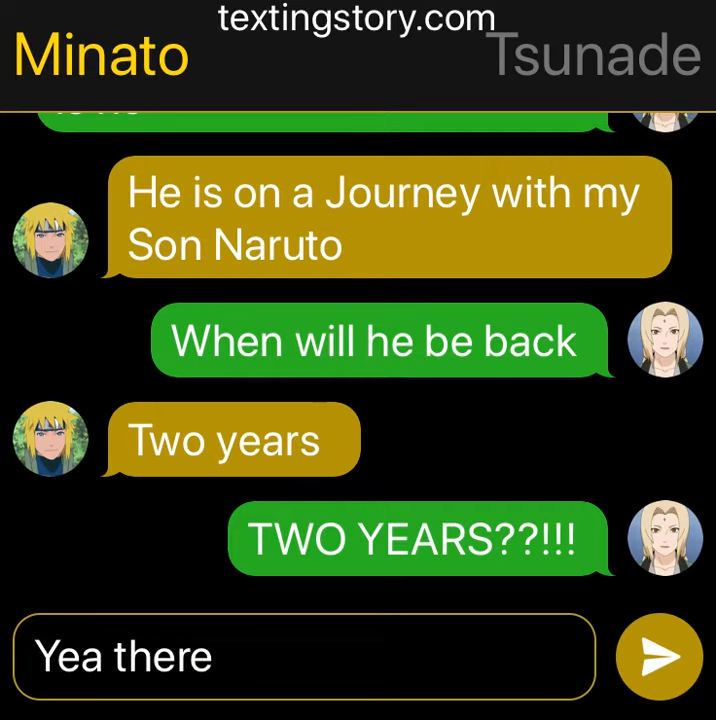 textingstory.com
Minato
Tsunade
He is on a Journey with my
Son Naruto
When will he be back
Two years
TWO YEARS??!!!
Yea there